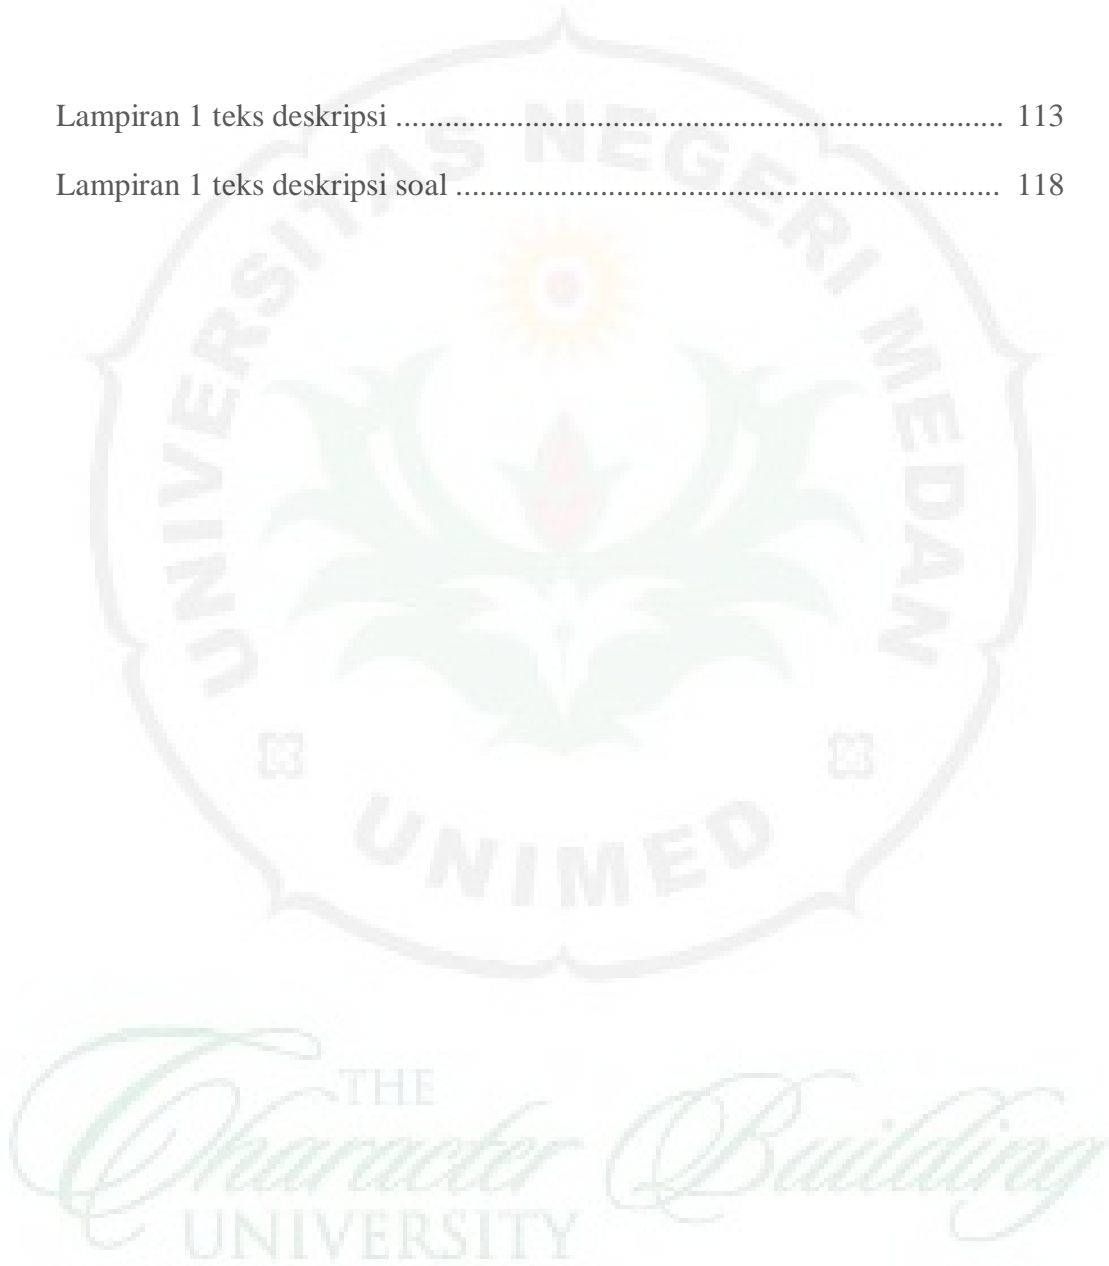 Lampiran 1 teks deskripsi ........................................................................... 113
Lampiran 1 teks deskripsi soal ................................................................... 118
UNIVERSITAS NEGERI MEDAN
UNIMED
THE
Character Building
UNIVERSITY